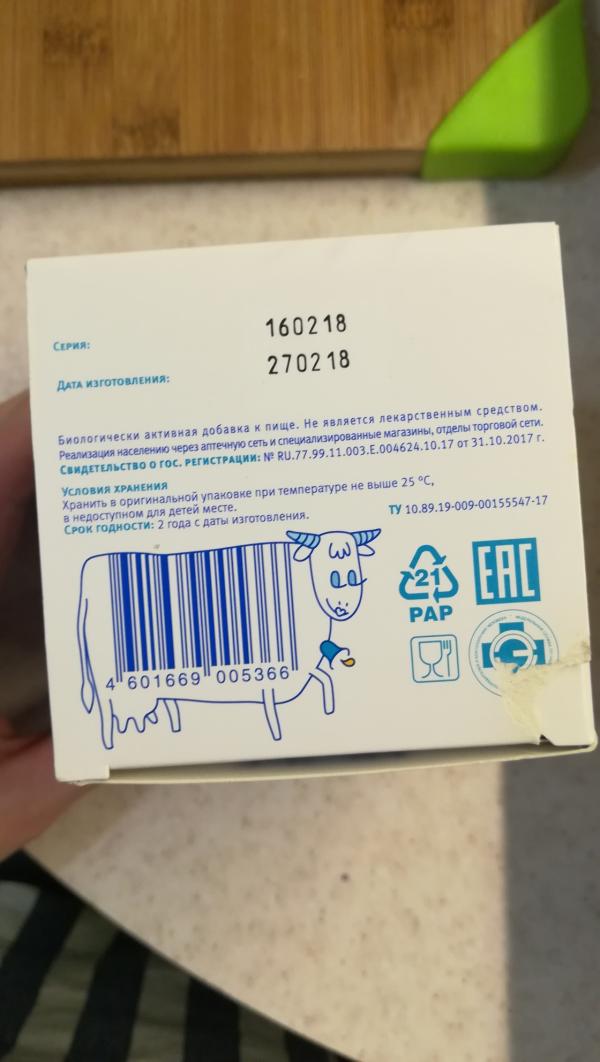 Серия:
160218
Дата изготовления:
270218
Биологически активная добавка к пище. Не является лекарственным средством.
Реализация населению через аптечную сеть и специализированные магазины, отделы торговой сети.
Свидетельство о гос. регистрации: № RU.77.99.11.003.Е.004624.10.17 от 31.10.2017 г.
Условия хранения
Хранить в оригинальной упаковке при температуре не выше 25 °С,
в недоступном для детей месте.
Срок годности: 2 года с даты изготовления.
ТУ 10.89.19-009-00155547-17
21
PAP
EAC
4 601669 005366